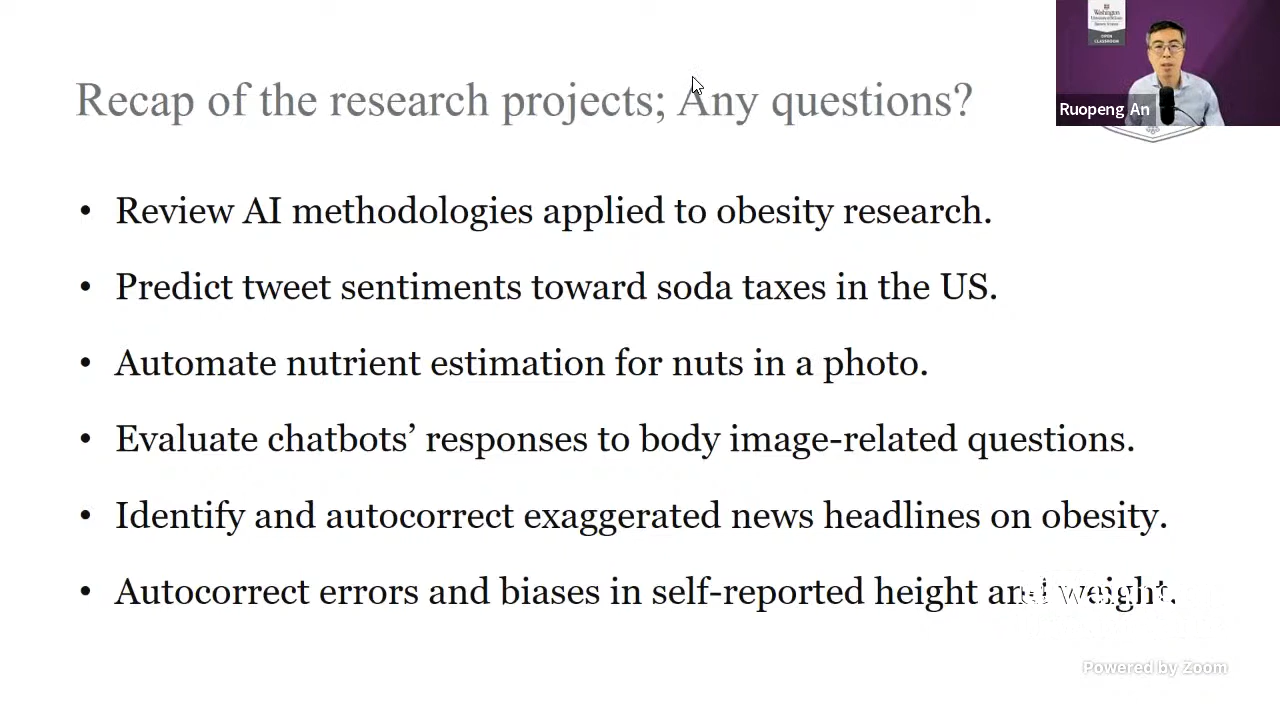 Washington
OPEN
CLASSROOM
Ruopeng An
Recap of the research projects; Any questions?
• Review AI methodologies applied to obesity research.
• Predict tweet sentiments toward soda taxes in the US.
• Automate nutrient estimation for nuts in a photo.
• Evaluate chatbots’ responses to body image-related questions.
• Identify and autocorrect exaggerated news headlines on obesity.
• Autocorrect errors and biases in self-reported height and weight.
Powered by Zoom